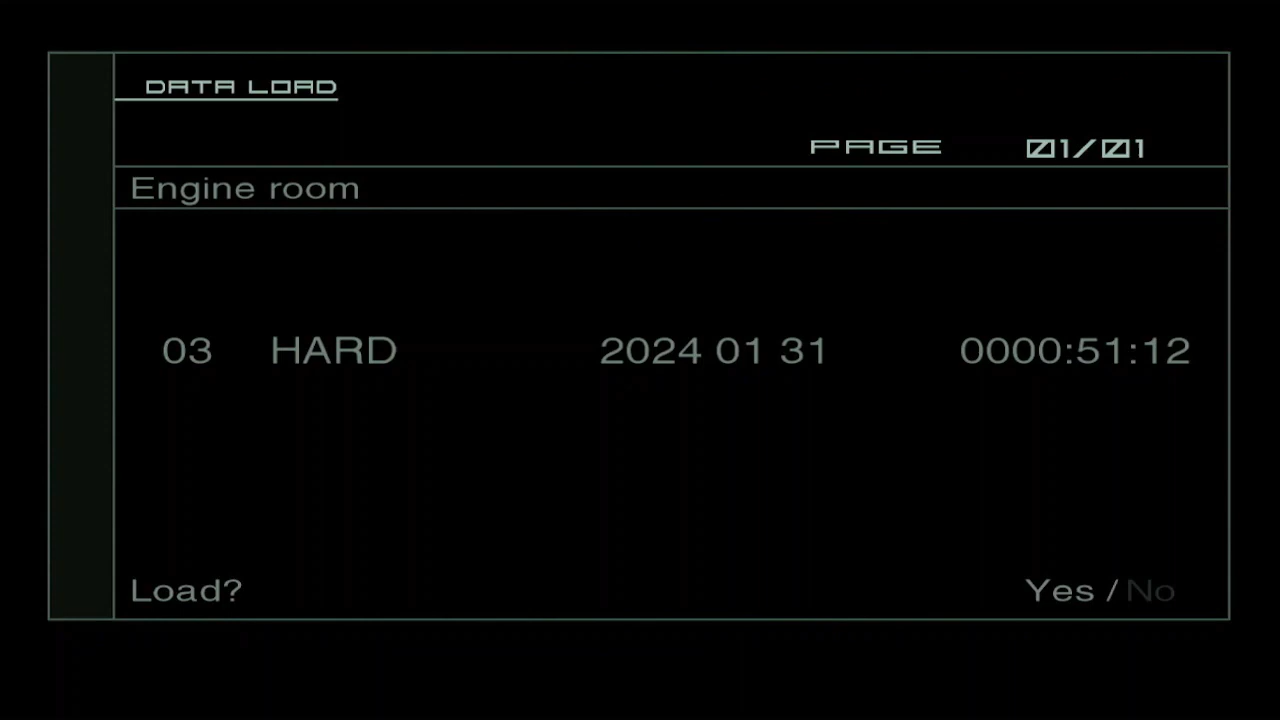 DATA LOAD
PAGE 01/01
Engine room
03 HARD 2024 01 31 0000:51:12
Load? Yes / No